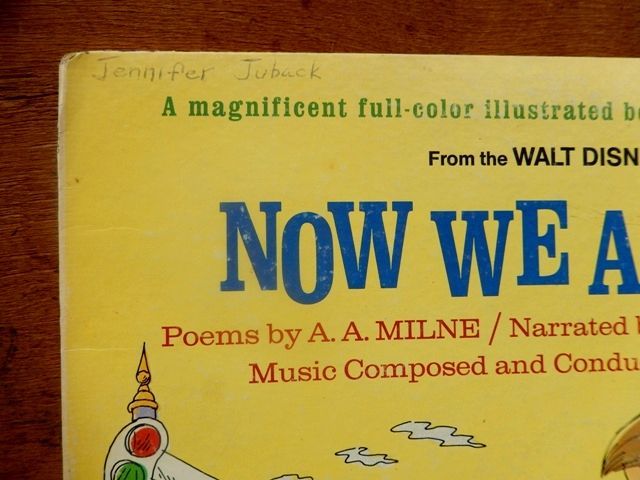 Jennifer Juback
A magnificent full-color illustrated b
From the WALT DISN
NOW WE A
Poems by A. A. MILNE / Narrated
Music Composed and Condu